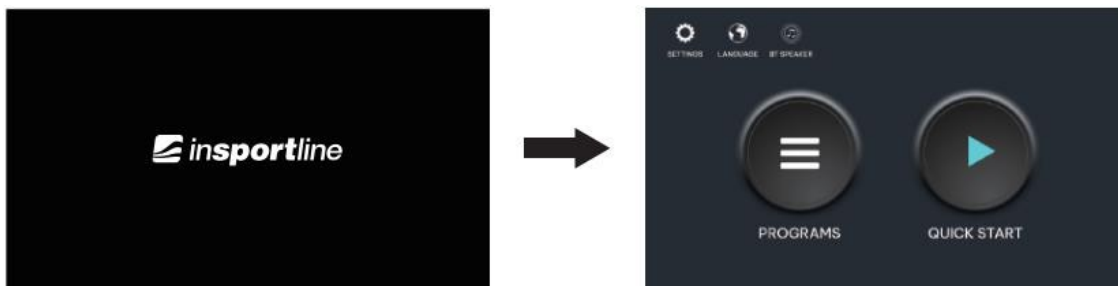 insportline
SETTINGS LANGUAGE BT SPEAKER
PROGRAMS QUICK START